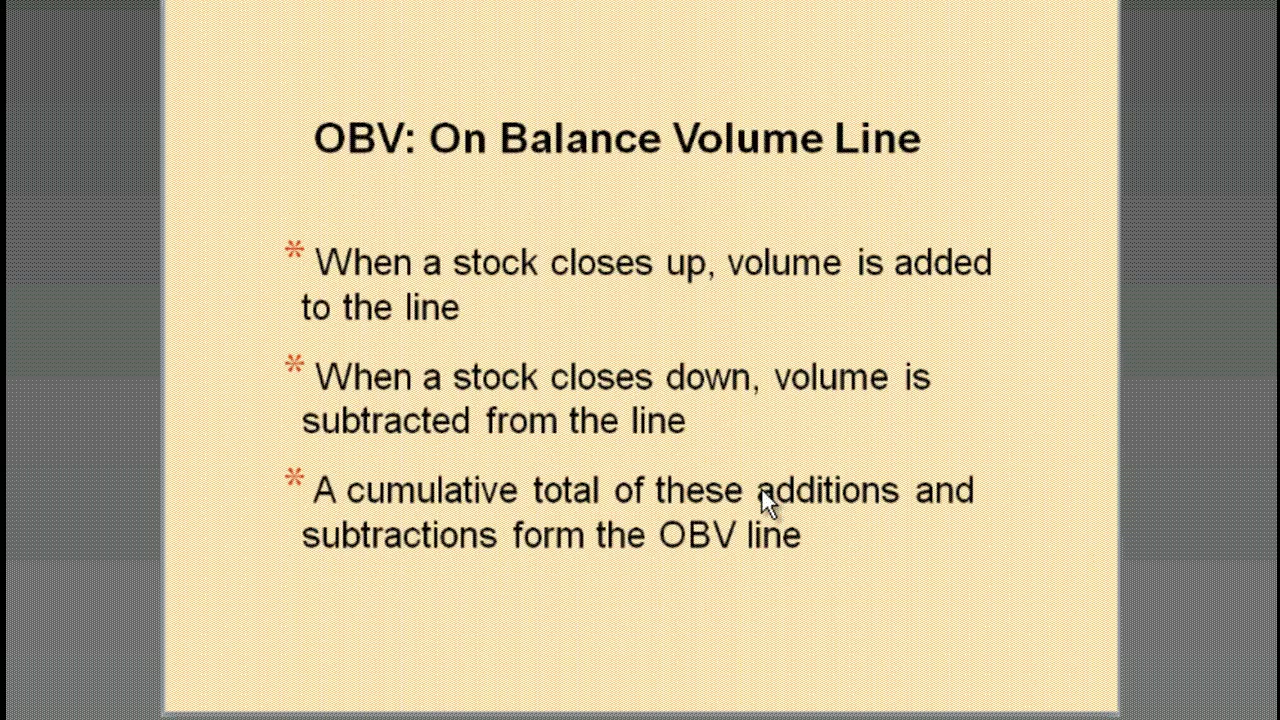 OBV: On Balance Volume Line
* When a stock closes up, volume is added
to the line
* When a stock closes down, volume is
subtracted from the line
* A cumulative total of these additions and
subtractions form the OBV line